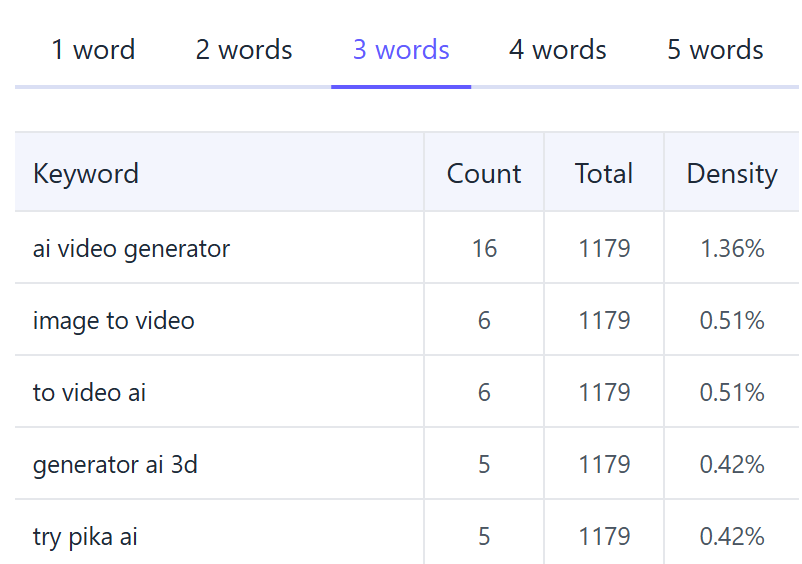 1 word 2 words 3 words 4 words 5 words
Keyword Count Total Density
ai video generator 16 1179 1.36%
image to video 6 1179 0.51%
to video ai 6 1179 0.51%
generator ai 3d 5 1179 0.42%
try pika ai 5 1179 0.42%